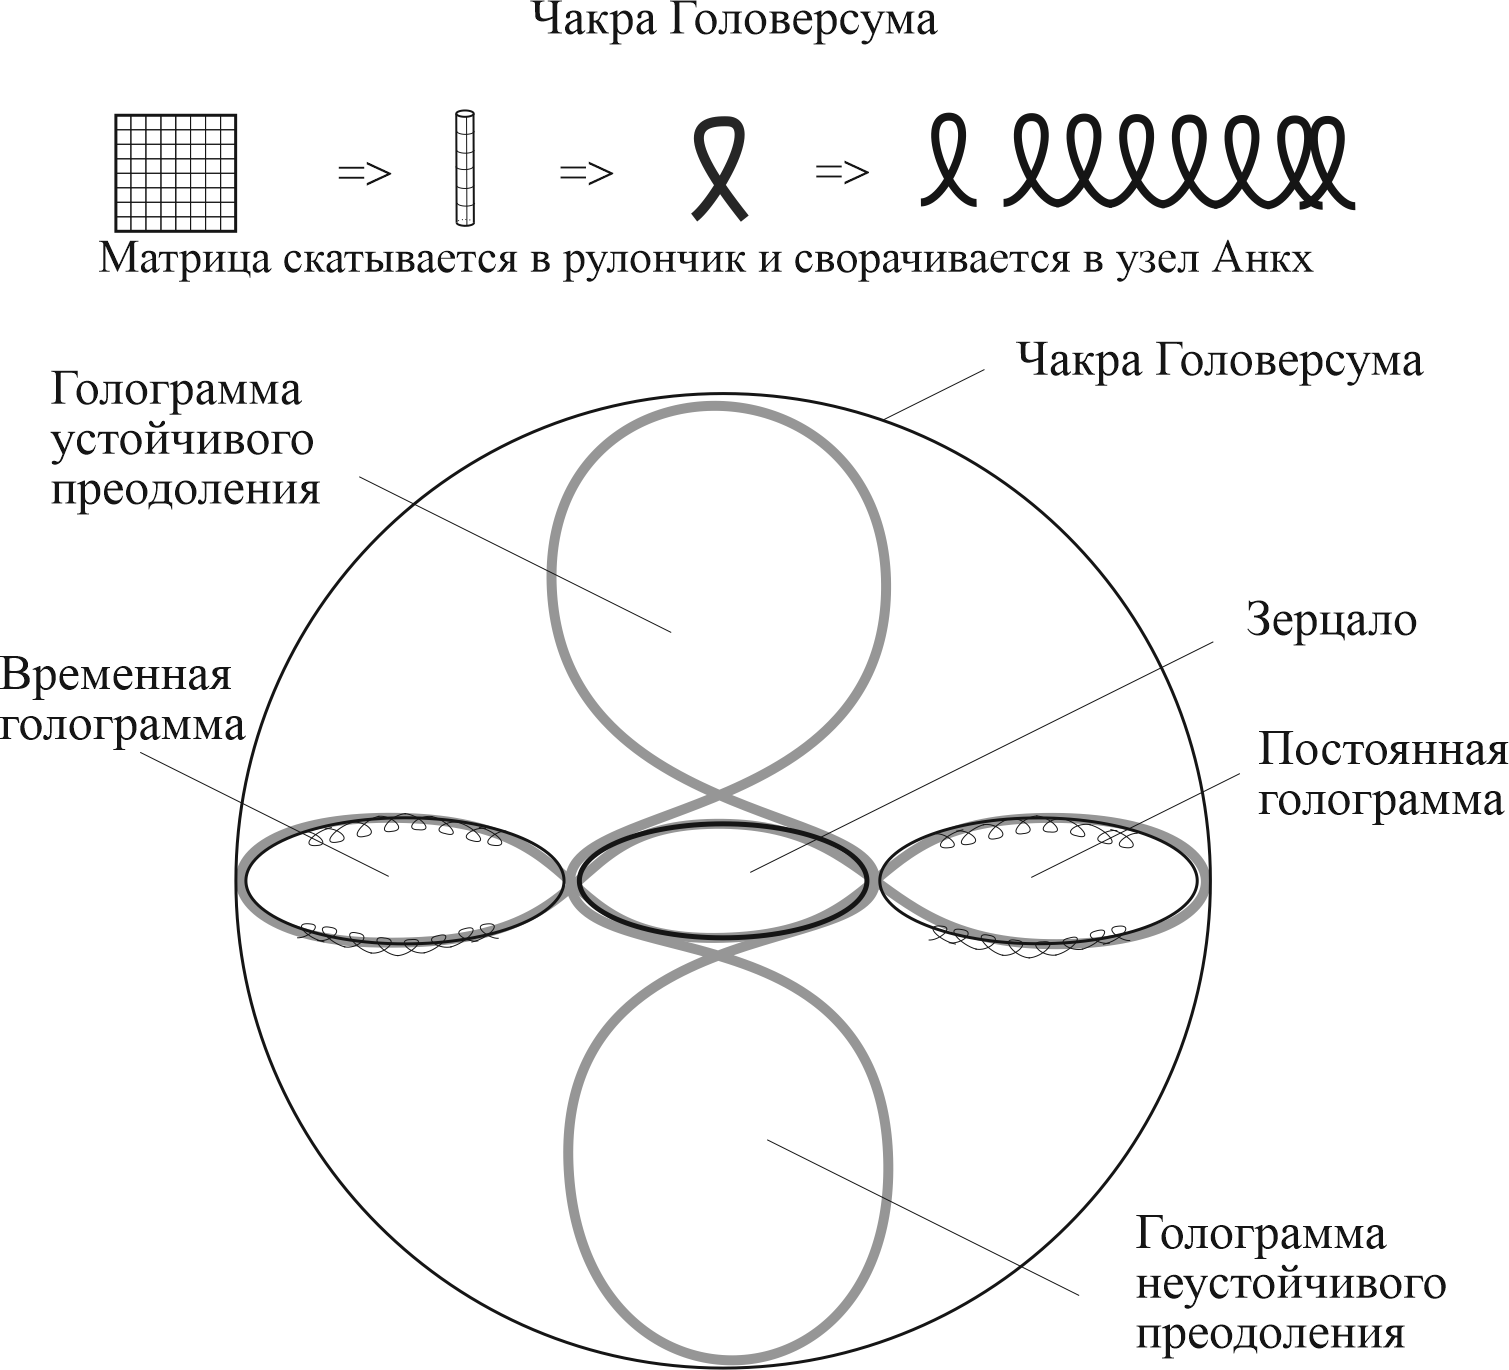 Чакра Головерсума
=> => =>
Матрица скатывается в рулончик и сворачивается в узел Анкх
Чакра Головерсума
Голограмма
устойчивого
преодоления
Зерцало
Временная
голограмма
Постоянная
голограмма
Голограмма
неустойчивого
преодоления